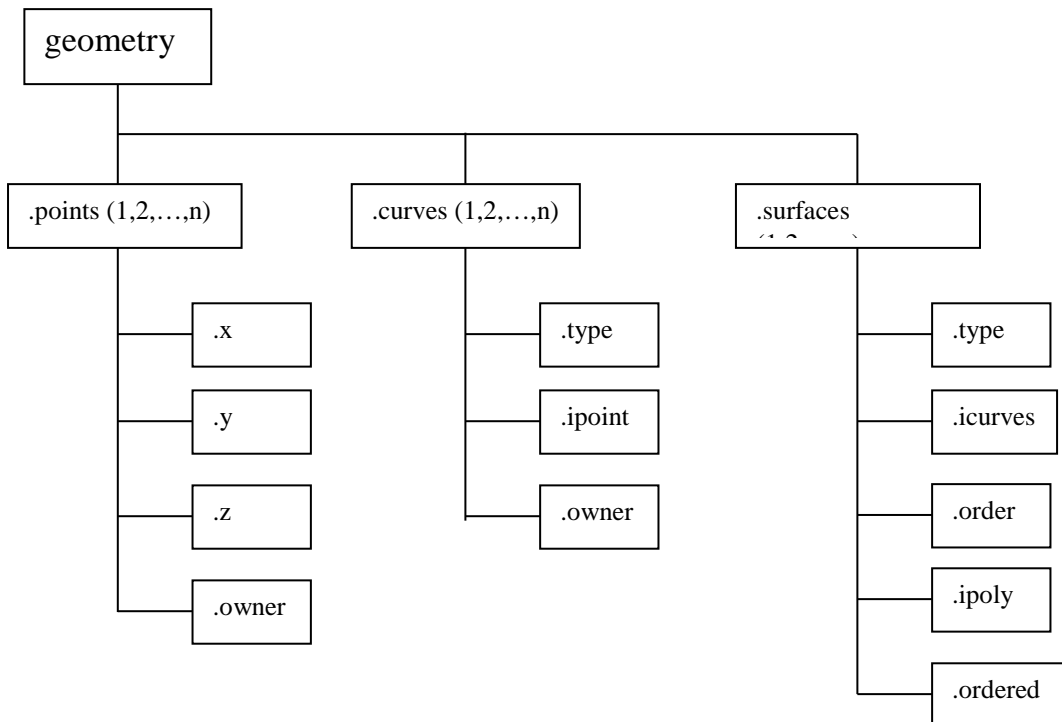 geometry
.points (1,2,…,n)
.curves (1,2,…,n)
.surfaces
.x
.y
.z
.owner
.type
.ipoint
.owner
.type
.icurves
.order
.ipoly
.ordered